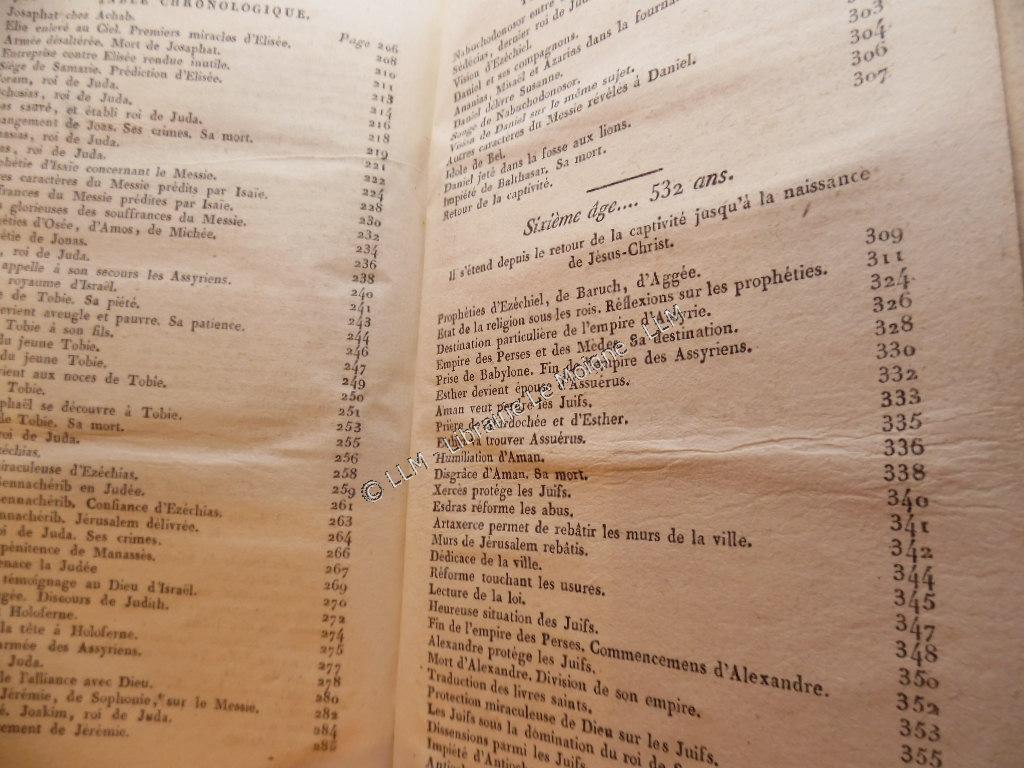 TABLE CHRONOLOGIQUE.
Josaphat chez Achab.
Page 206
Elie enlevé au Ciel. Premiers miracles d'Elisée.
208
Armée désaltérée. Mort de Josaphat.
210
Entreprise contre Elisée rendue inutile.
211
Siège de Samarie. Prédiction d'Elisée.
213
roi de Juda.
214
roi de Juda.
216
sacré, et établi roi de Juda.
218
angement de Joas. Ses crimes. Sa mort.
219
roi de Juda.
221
roi de Juda.
222
d'Isaïe concernant le Messie.
224
caractères du Messie prédits par Isaïe.
228
du Messie prédites par Isaïe.
230
glorieuses des souffrances du Messie.
232
d'Osée, d'Amos, de Michée.
234
de Jonas.
236
roi de Juda.
238
appelle à son secours les Assyriens.
240
royaume d'Israël.
241
de Tobie. Sa piété.
243
devient aveugle et pauvre. Sa patience.
244
Tobie à son fils.
246
du jeune Tobie.
247
du jeune Tobie.
249
aux noces de Tobie.
250
Tobie.
251
se découvre à Tobie.
253
de Tobie. Sa mort.
255
roi de Juda.
256
258
miraculeuse d'Ezéchias.
259
en Judée.
261
Confiance d'Ezéchias.
263
Jérusalem délivrée.
264
roi de Juda. Ses crimes.
266
pénitence de Manassès.
267
menace la Judée
269
témoignage au Dieu d'Israël.
270
Discours de Judith.
272
Holoferne.
274
la tête à Holoferne.
275
armée des Assyriens.
277
Juda.
278
de l'alliance avec Dieu.
280
Jérémie, de Sophonie, sur le Messie.
282
Joakim, roi de Juda.
284
de Jérémie.
285
Nabuchodonosor entre
Sédécias, dernier roi de Juda
Vision d'Ezéchiel.
Daniel et ses compagnons.
Ananias, Misaël et Azarias dans la fournaise
Daniel délivre Susanne.
303
Songe de Nabuchodonosor.
304
Vision de Daniel sur le même sujet.
306
Autres caractères du Messie révélés à Daniel.
307
Idole de Bel.
Daniel jeté dans la fosse aux lions.
Impiété de Balthasar. Sa mort.
Retour de la captivité.
Sixième âge.... 532 ans.
Il s'étend depuis le retour de la captivité jusqu'à la naissance
de Jésus-Christ.
Prophéties d'Ezéchiel, de Baruch, d'Aggée.
309
Etat de la religion sous les rois. Réflexions sur les prophéties.
311
Destination particulière de l'empire d'Assyrie.
324
Empire des Perses et des Mèdes. Sa destination.
326
Prise de Babylone. Fin de l'empire des Assyriens.
328
Esther devient épouse d'Assuérus.
330
Aman veut perdre les Juifs.
332
Prière de Mardochée et d'Esther.
333
Esther va trouver Assuérus.
335
Humiliation d'Aman.
336
Disgrâce d'Aman. Sa mort.
338
Xercès protége les Juifs.
340
Esdras réforme les abus.
341
Artaxerce permet de rebâtir les murs de la ville.
342
Murs de Jérusalem rebâtis.
344
Dédicace de la ville.
345
Réforme touchant les usures.
347
Lecture de la loi.
348
Heureuse situation des Juifs.
350
Fin de l'empire des Perses. Commencemens d'Alexandre.
352
Alexandre protége les Juifs.
353
Mort d'Alexandre. Division de son empire.
355
Traduction des livres saints.
Protection miraculeuse de Dieu sur les Juifs.
Les Juifs sous la domination du roi de
Dissensions parmi les Juifs.
© LLM - Librairie Le Moigne - LLM